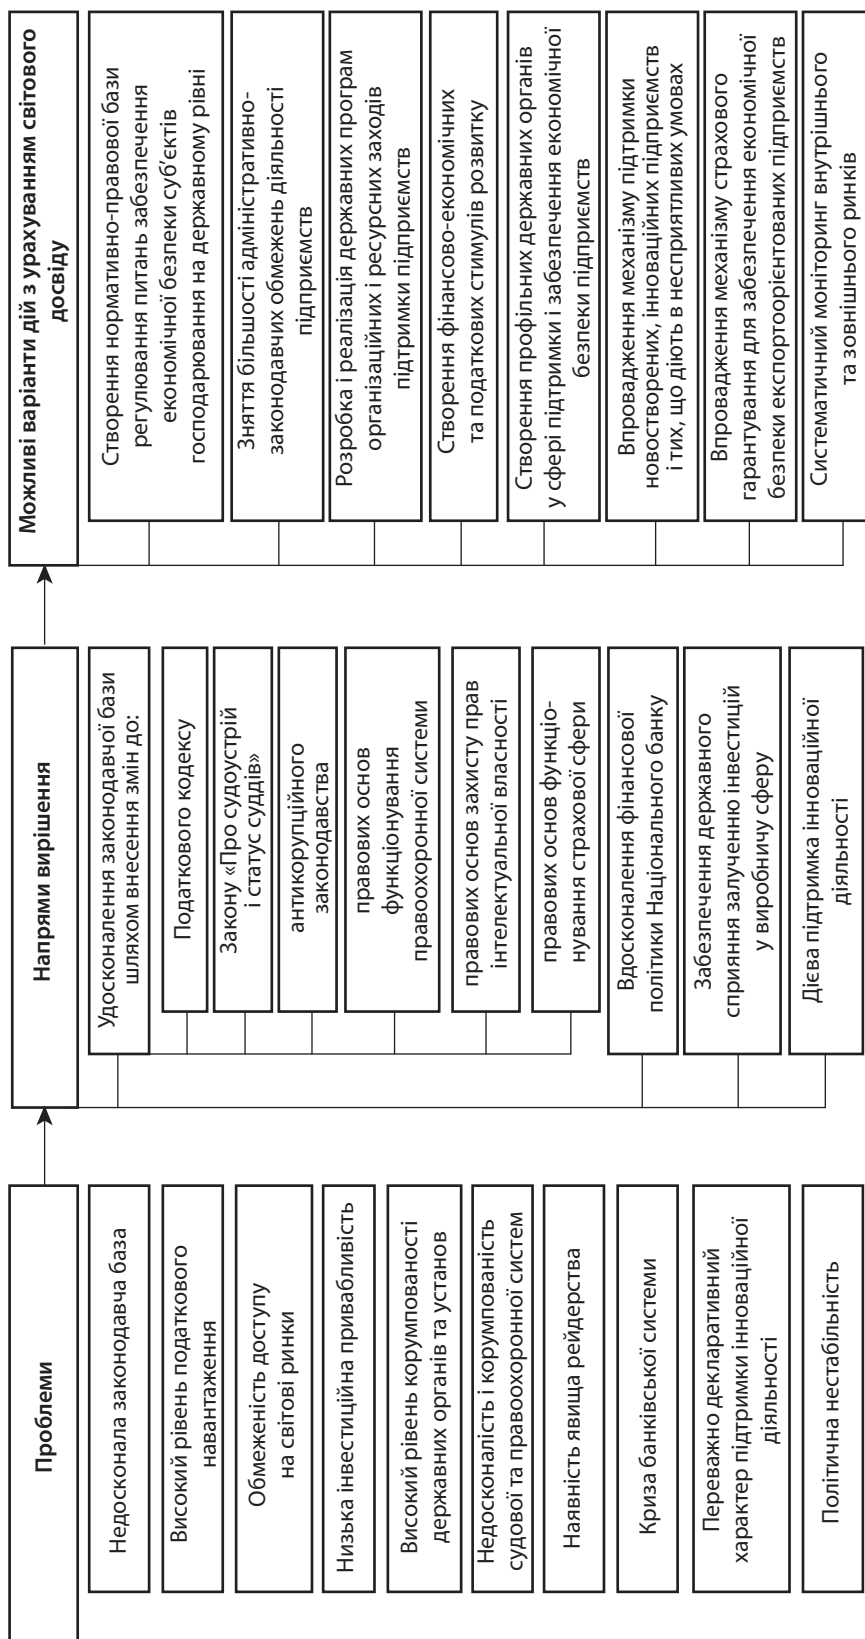 Проблеми
Недосконала законодавча база
Високий рівень податкового
навантаження
Обмеженість доступу
на світові ринки
Низька інвестиційна привабливість
Високий рівень корумпованості
державних органів та установ
Недосконалість і корумпованість
судової та правоохоронної систем
Наявність явища рейдерства
Криза банківської системи
Переважно декларативний
характер підтримки інноваційної
діяльності
Політична нестабільність
Напрями вирішення
Удосконалення законодавчої бази
шляхом внесення змін до:
Податкового кодексу
Закону «Про судоустрій
і статус суддів»
антикорупційного
законодавства
правових основ
функціонування
правоохоронної системи
правових основ захисту прав
інтелектуальної власності
правових основ функціо-
нування страхової сфери
Вдосконалення фінансової
політики Національного банку
Забезпечення державного
сприяння залученню інвестицій
у виробничу сферу
Дієва підтримка інноваційної
діяльності
Можливі варіанти дій з урахуванням світового
досвіду
Створення нормативно-правової бази
регулювання питань забезпечення
економічної безпеки суб’єктів
господарювання на державному рівні
Зняття більшості адміністративно-
законодавчих обмежень діяльності
підприємств
Розробка і реалізація державних програм
організаційних і ресурсних заходів
підтримки підприємств
Створення фінансово-економічних
та податкових стимулів розвитку
Створення профільних державних органів
у сфері підтримки і забезпечення економічної
безпеки підприємств
Впровадження механізму підтримки
новостворених, інноваційних підприємств
і тих, що діють в несприятливих умовах
Впровадження механізму страхового
гарантування для забезпечення економічної
безпеки експортоорієнтованих підприємств
Систематичний моніторинг внутрішнього
та зовнішнього ринків